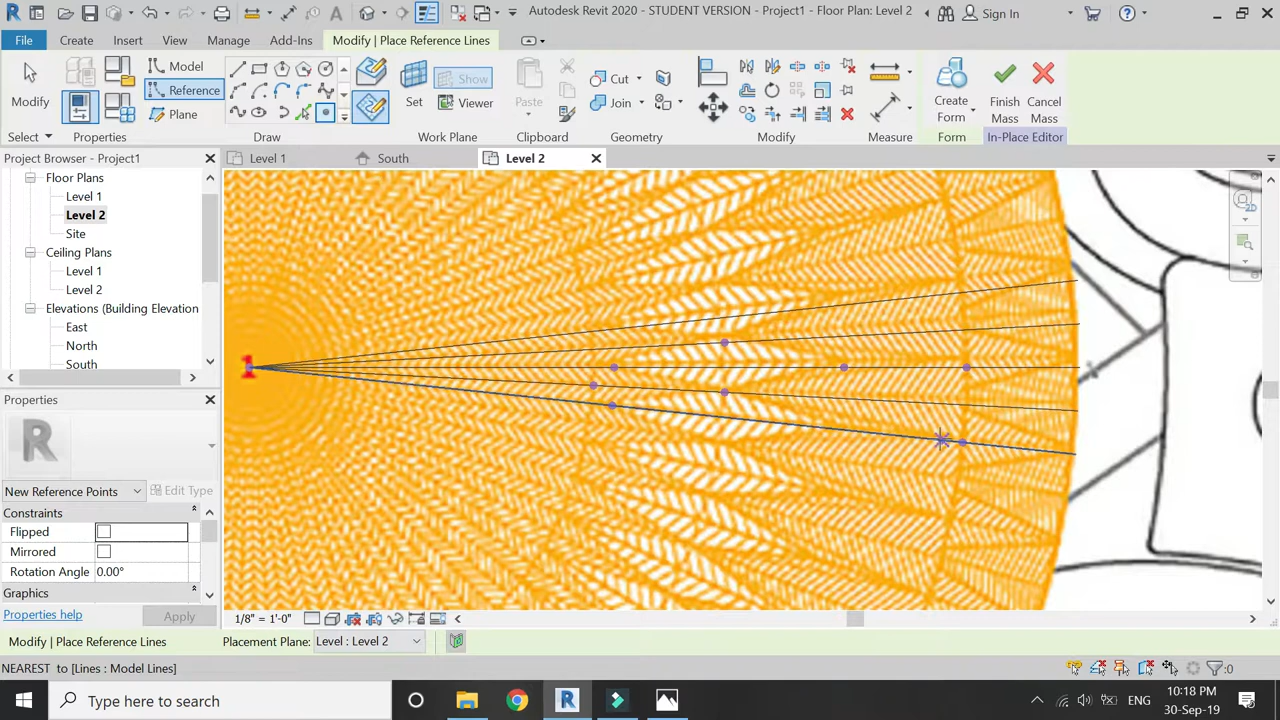 Autodesk Revit 2020 - STUDENT VERSION - Project1 - Floor Plan: Level 2
Sign In
File Create Insert View Manage Add-Ins Modify | Place Reference Lines
Modify
Model
Reference
Plane
Set
Show
Viewer
Paste
Cut
Join
Create Form
Finish Mass
Cancel Mass
Select Properties Draw Work Plane Clipboard Geometry Modify Measure Form In-Place Editor
Project Browser - Project1
Level 1 South Level 2
Floor Plans
Level 1
Level 2
Site
Ceiling Plans
Level 1
Level 2
Elevations (Building Elevation
East
North
South
1
Properties
New Reference Points
Edit Type
Constraints
Flipped
Mirrored
Rotation Angle 0.00°
Graphics
Properties help
Apply
1/8" = 1'-0"
Modify | Place Reference Lines Placement Plane: Level : Level 2
NEAREST to [Lines : Model Lines]
:0
Type here to search
ENG
10:18 PM
30-Sep-19